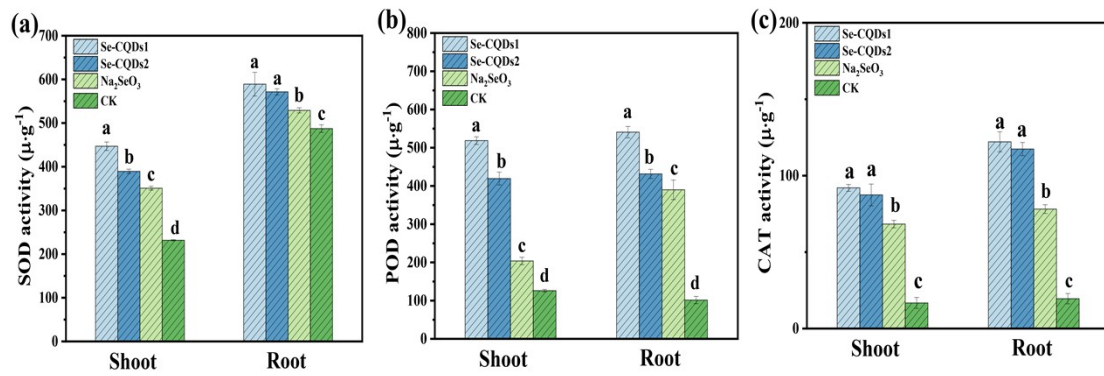 (a)
SOD activity (μ·g⁻¹)
700
600
500
400
300
200
100
0
Se-CQDs1
Se-CQDs2
Na₂SeO₃
CK
a
b
c
d
a
a
b
c
Shoot
Root
(b)
POD activity (μ·g⁻¹)
800
700
600
500
400
300
200
100
0
Se-CQDs1
Se-CQDs2
Na₂SeO₃
CK
a
b
c
d
a
b
c
d
Shoot
Root
(c)
CAT activity (μ·g⁻¹)
200
100
0
Se-CQDs1
Se-CQDs2
Na₂SeO₃
CK
a
a
b
c
a
a
b
c
Shoot
Root